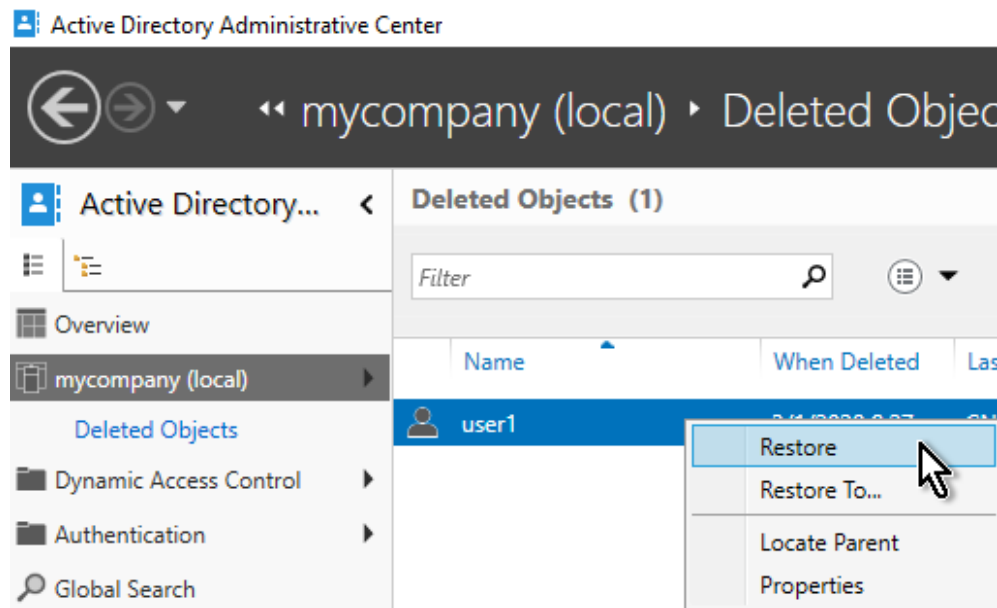 Active Directory Administrative Center
mycompany (local) Deleted Objec
Active Directory...
Deleted Objects (1)
Filter
Overview
Name When Deleted Las
mycompany (local)
user1
Deleted Objects
Restore
Dynamic Access Control
Restore To...
Authentication
Locate Parent
Global Search
Properties